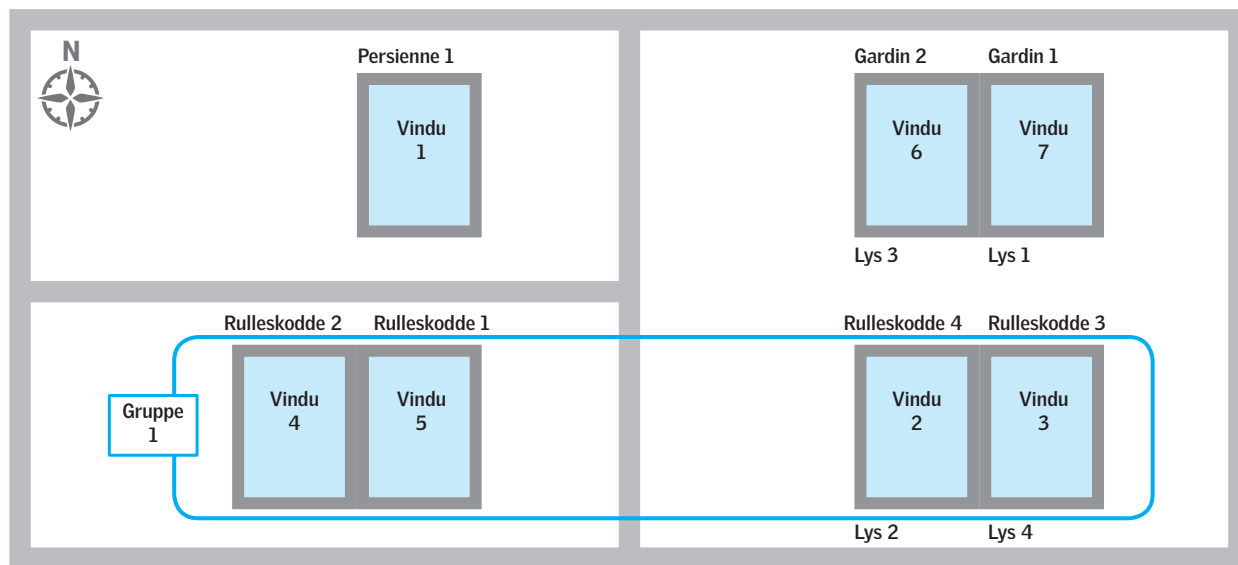 N
Persienne 1
Vindu
1
Gardin 2
Gardin 1
Vindu
6
Vindu
7
Lys 3
Lys 1
Rulleskodde 2
Rulleskodde 1
Gruppe
1
Vindu
4
Vindu
5
Rulleskodde 4
Rulleskodde 3
Vindu
2
Vindu
3
Lys 2
Lys 4